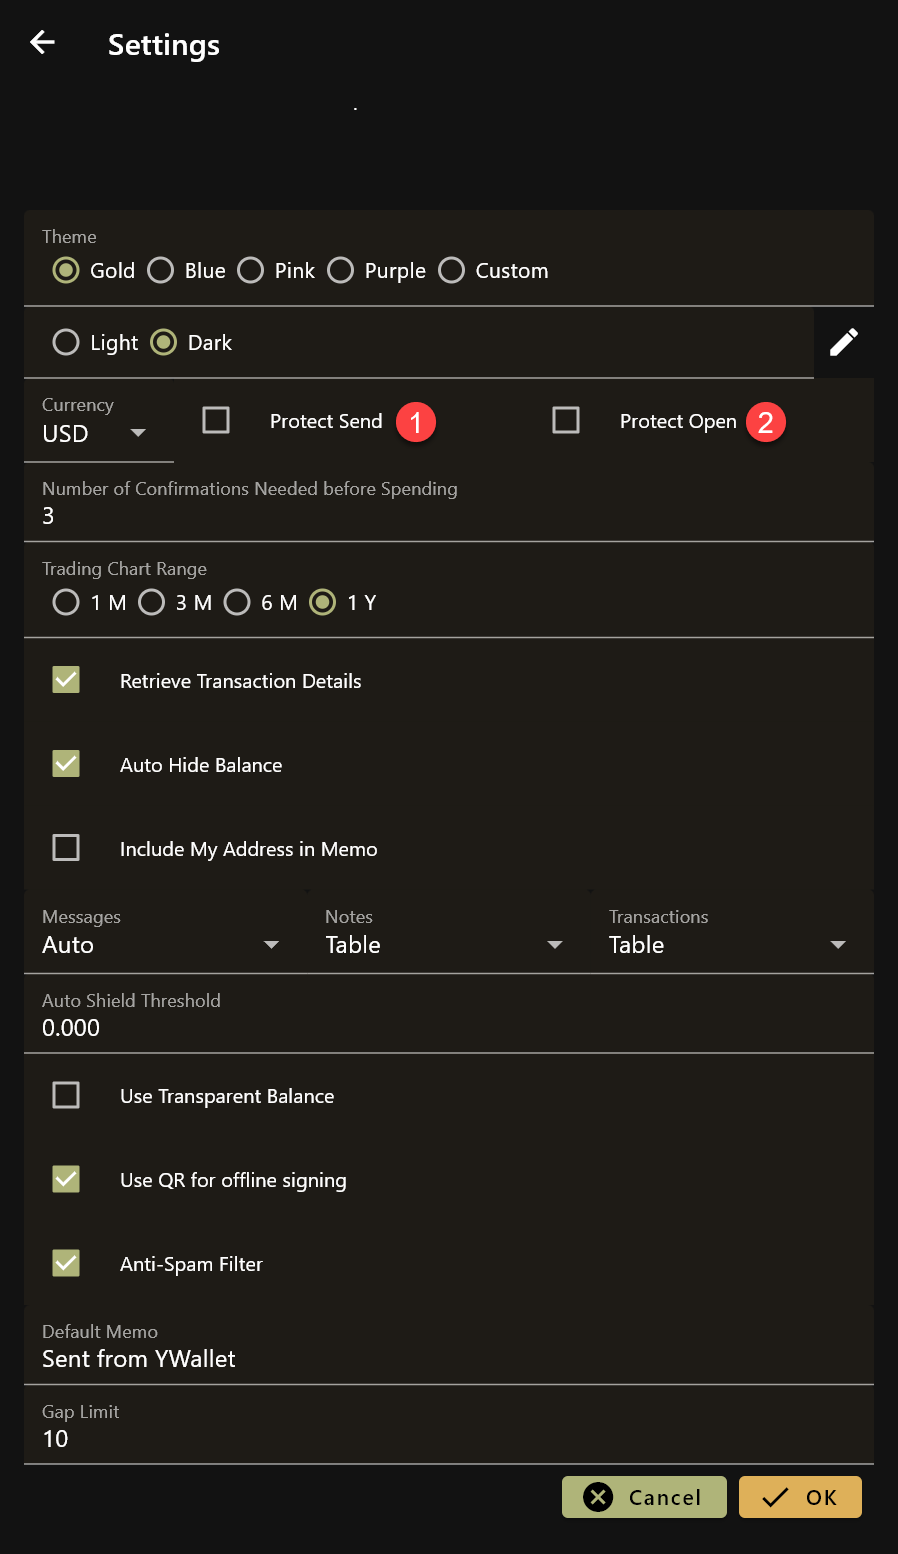 Settings
Theme
Gold Blue Pink Purple Custom
Light Dark
Currency
USD Protect Send 1 Protect Open 2
Number of Confirmations Needed before Spending
3
Trading Chart Range
1 M 3 M 6 M 1 Y
Retrieve Transaction Details
Auto Hide Balance
Include My Address in Memo
Messages Notes Transactions
Auto Table Table
Auto Shield Threshold
0.000
Use Transparent Balance
Use QR for offline signing
Anti-Spam Filter
Default Memo
Sent from YWallet
Gap Limit
10
Cancel OK